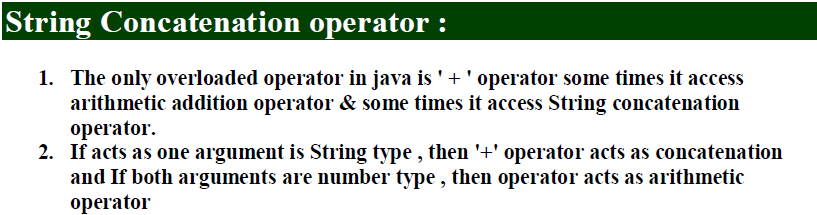 String Concatenation operator :
1. The only overloaded operator in java is ' + ' operator some times it access
arithmetic addition operator & some times it access String concatenation
operator.
2. If acts as one argument is String type , then '+' operator acts as concatenation
and If both arguments are number type , then operator acts as arithmetic
operator